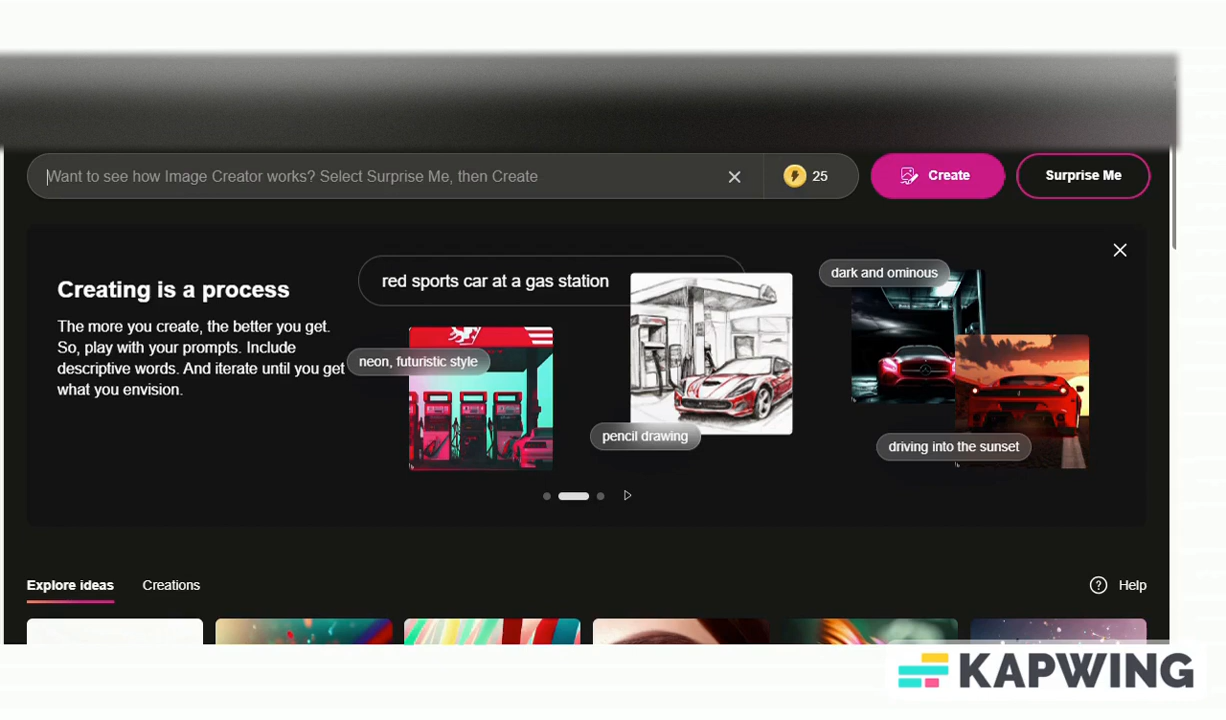 Want to see how Image Creator works? Select Surprise Me, then Create
25
Create
Surprise Me
Creating is a process
The more you create, the better you get.
So, play with your prompts. Include
descriptive words. And iterate until you get
what you envision.
red sports car at a gas station
neon, futuristic style
pencil drawing
dark and ominous
driving into the sunset
Explore ideas
Creations
? Help
KAPWING